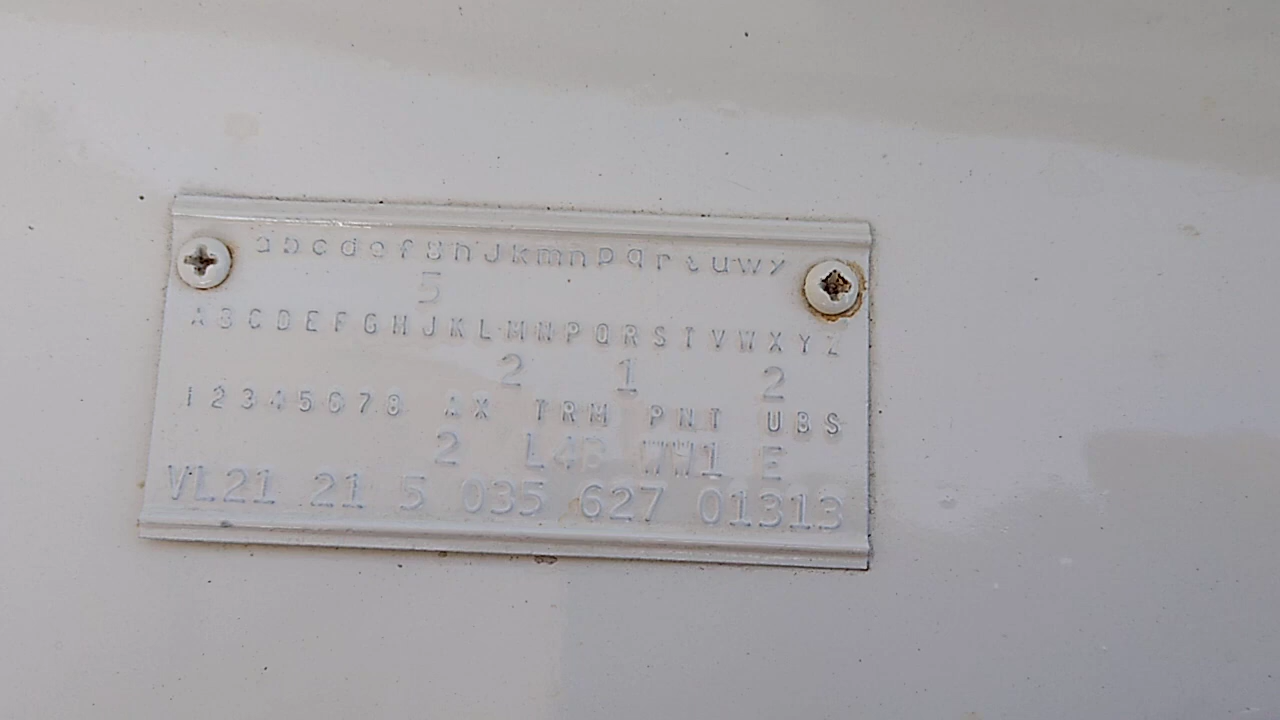 a b c d e f g h J k m n p q r t u w y
5
A B C D E F G H J K L M N P Q R S T V W X Y Z
2 1 2
1 2 3 4 5 6 7 8 AX TRM PNT UBS
2 L4B WW1 E
VL21 21 5 035 627 01313